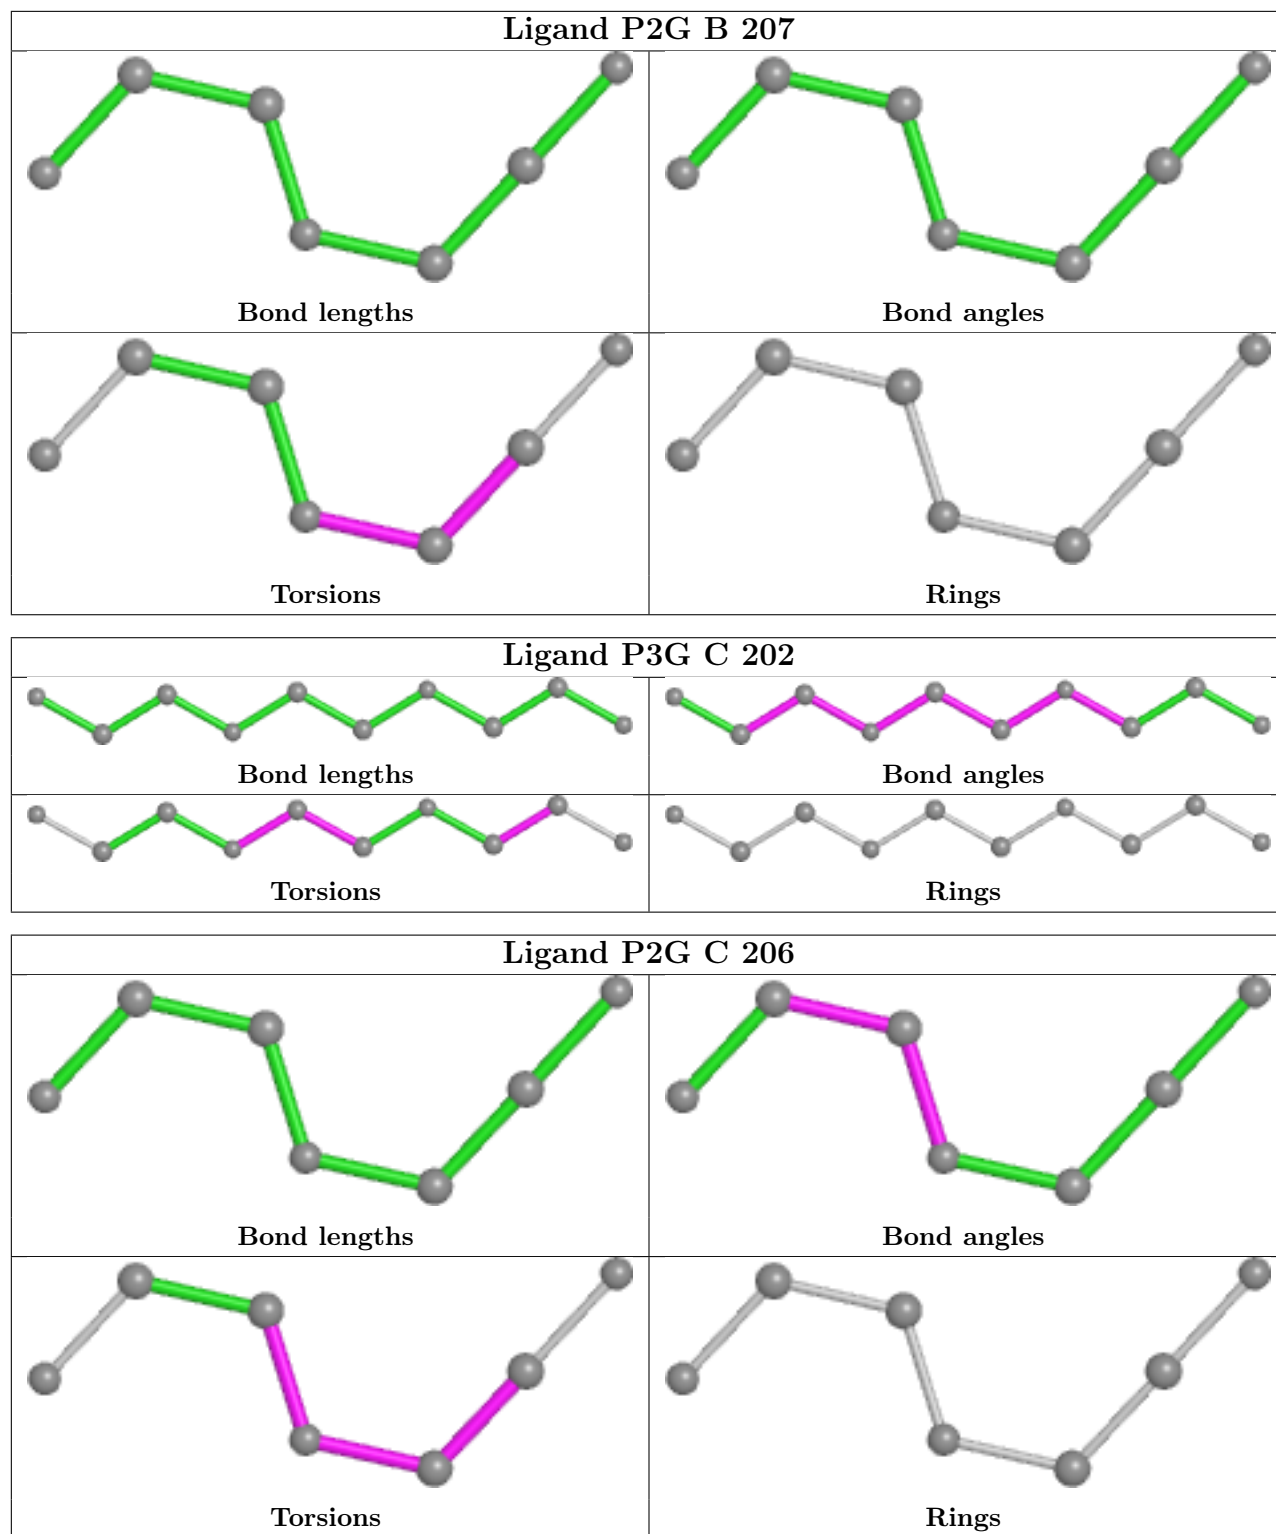 Ligand P2G B 207
Bond lengths
Bond angles
Torsions
Rings
Ligand P3G C 202
Bond lengths
Bond angles
Torsions
Rings
Ligand P2G C 206
Bond lengths
Bond angles
Torsions
Rings